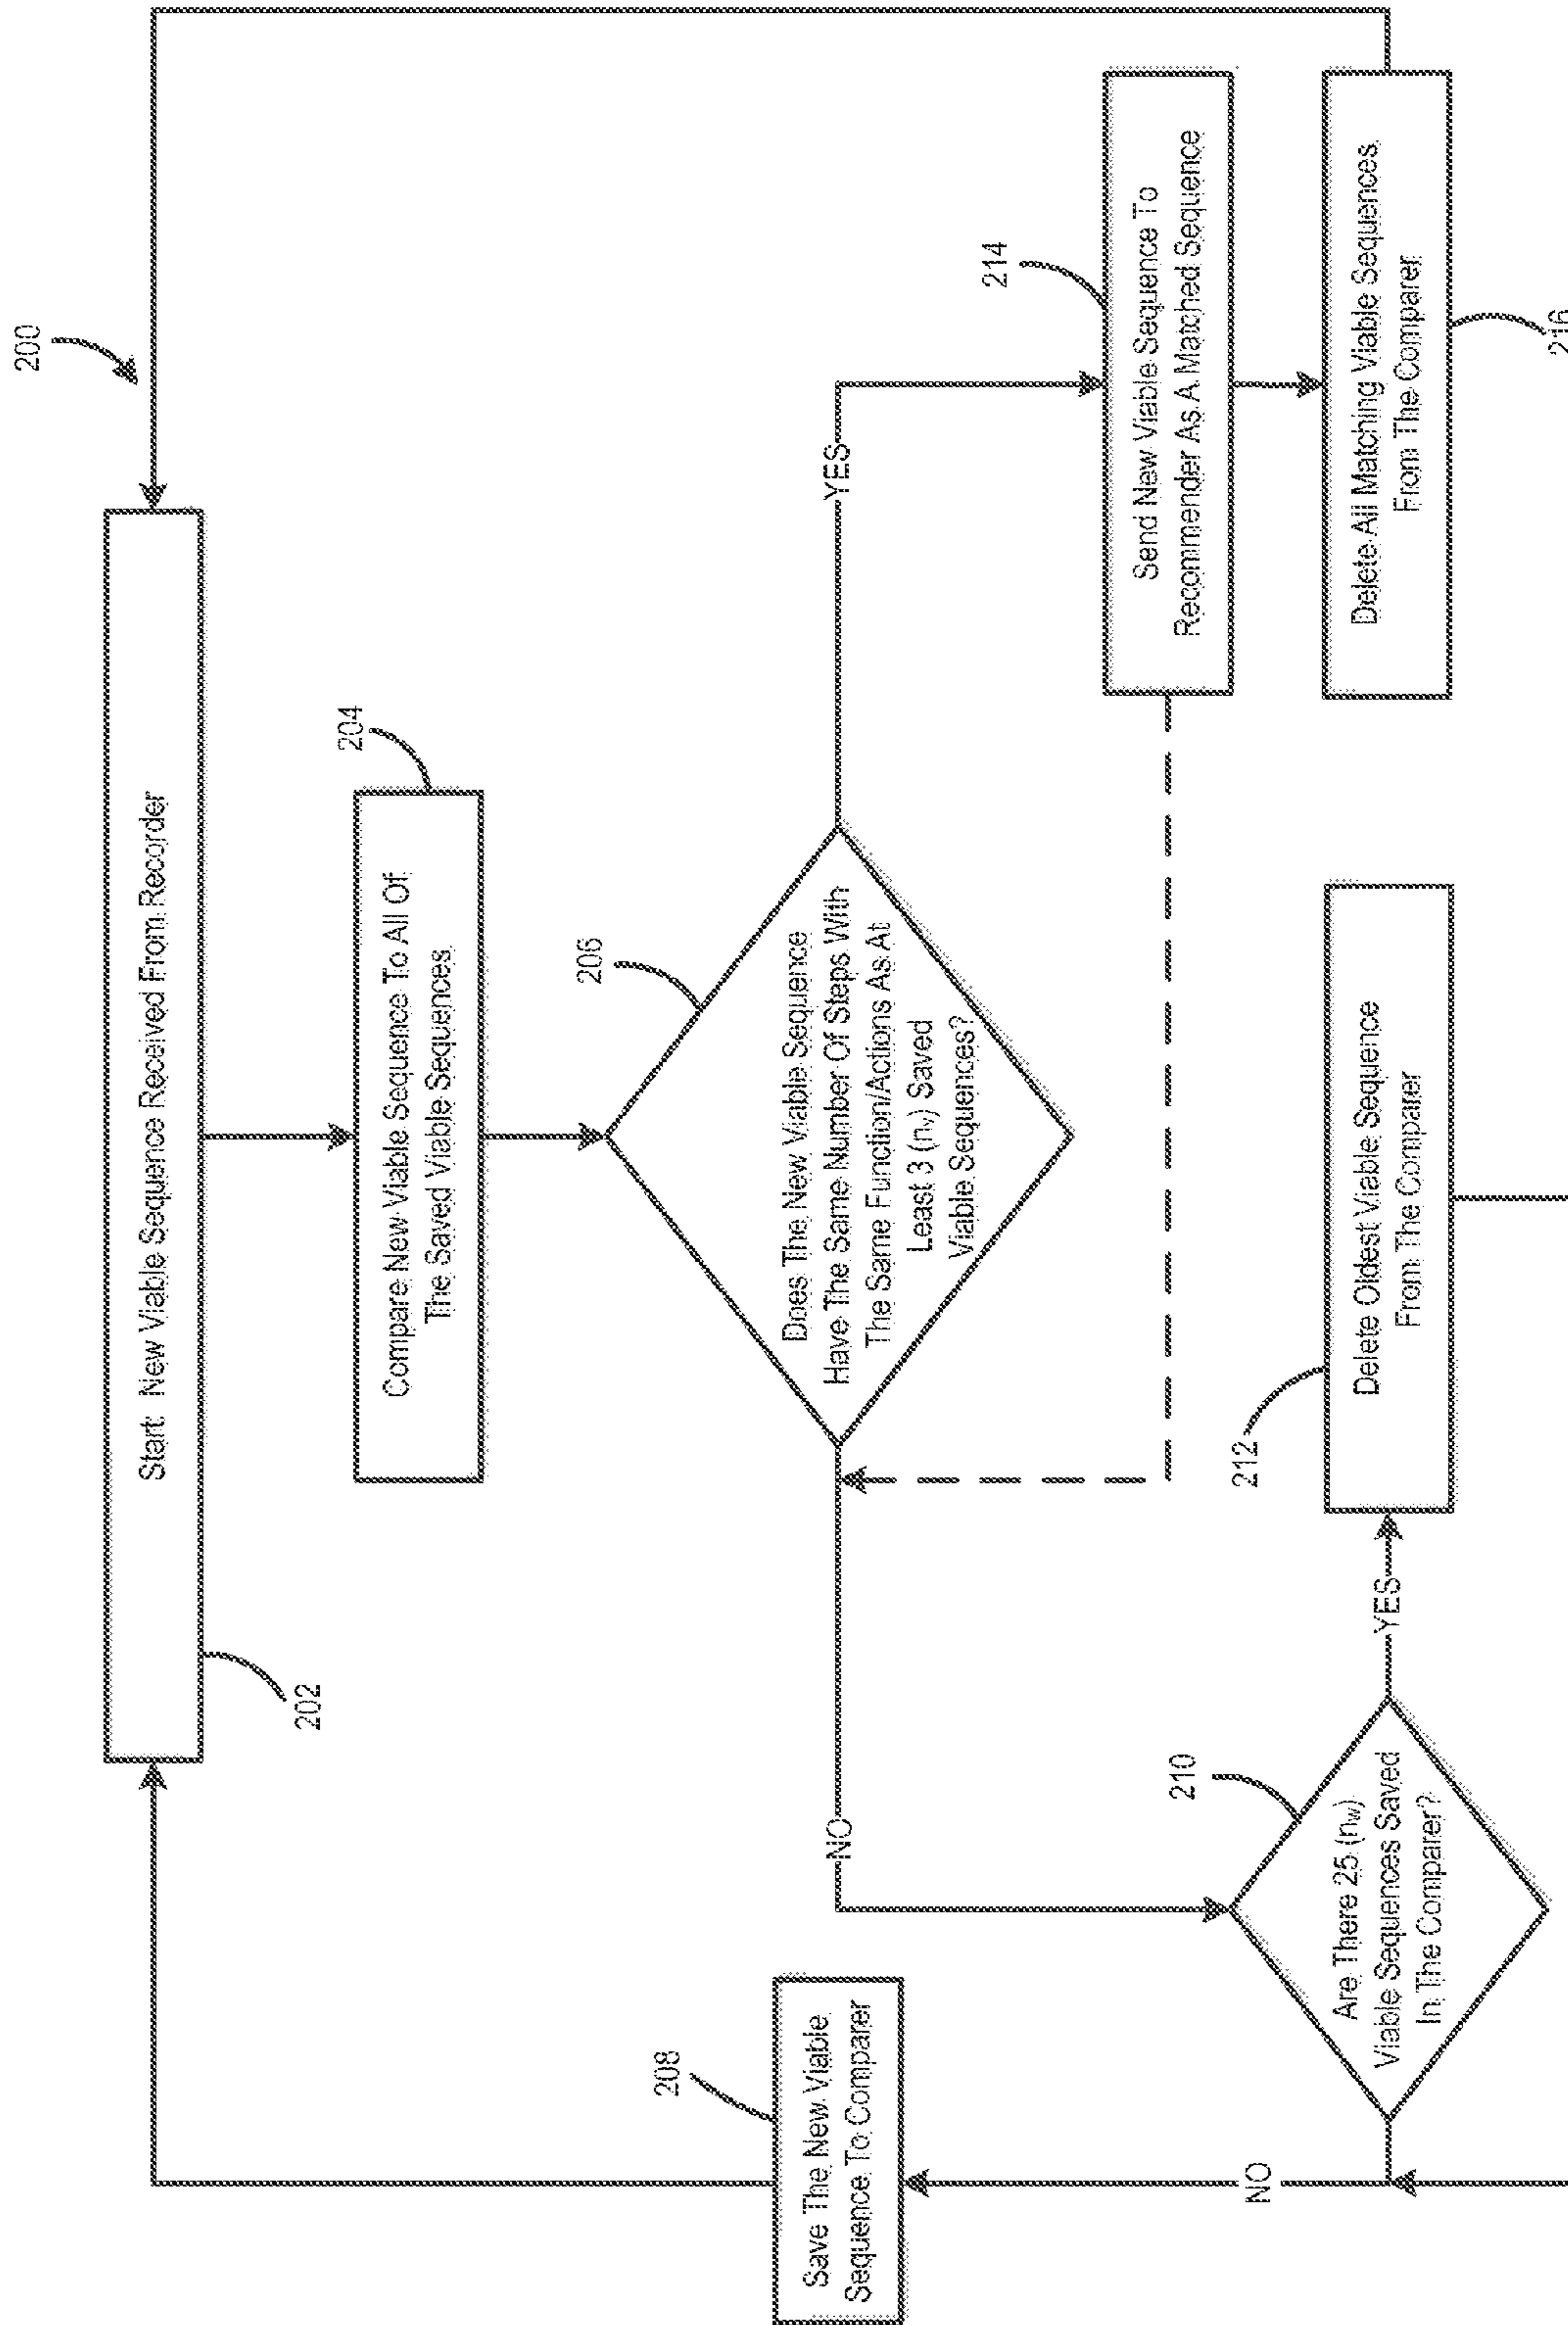 200
Start: New Viable Sequence Received From Recorder
202
204
Compare New Viable Sequence To All Of
The Saved Viable Sequences.
206
Does The New Viable Sequence
Have The Same Number Of Steps With
The Same Function/Actions As At
Least 3 (nv) Saved
Viable Sequences?
YES
NO
214
Send New Viable Sequence To
Recommender As A Matched Sequence
Delete All Matching Viable Sequences
From The Comparer.
216
208
Save The New Viable
Sequence To Comparer
210
Are There 25 (nw)
Viable Sequences Saved
In The Comparer?
NO
YES
212
Delete Oldest Viable Sequence
From The Comparer